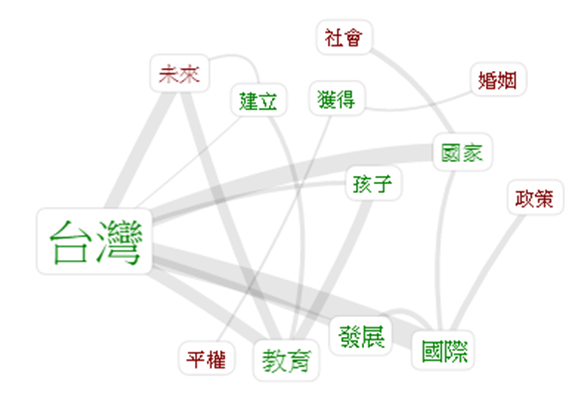 社會
未來
婚姻
建立
獲得
國家
孩子
政策
台灣
發展
國際
平權
教育